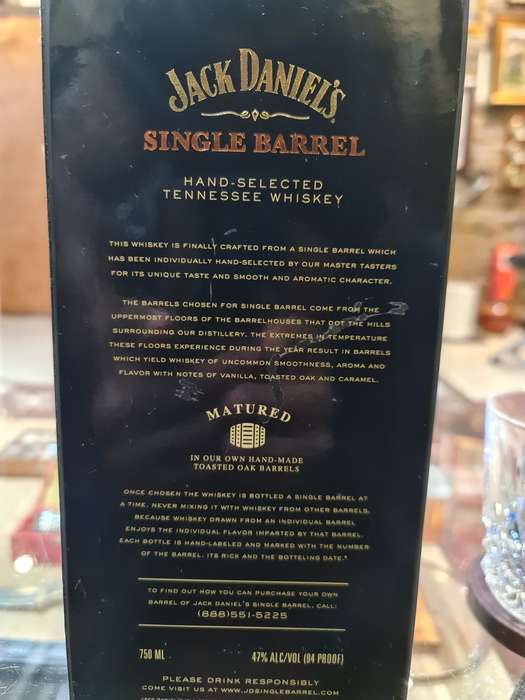 JACK DANIEL'S
SINGLE BARREL
HAND-SELECTED
TENNESSEE WHISKEY
THIS WHISKEY IS FINALLY CRAFTED FROM A SINGLE BARREL WHICH
HAS BEEN INDIVIDUALLY HAND-SELECTED BY OUR MASTER TASTERS
FOR ITS UNIQUE TASTE AND SMOOTH AND AROMATIC CHARACTER.
THE BARRELS CHOSEN FOR SINGLE BARREL COME FROM THE
UPPERMOST FLOORS OF THE BARRELHOUSES THAT DOT THE HILLS
SURROUNDING OUR DISTILLERY. THE EXTREMES IN TEMPERATURE
THESE FLOORS EXPERIENCE DURING THE YEAR RESULT IN BARRELS
WHICH YIELD WHISKEY OF UNCOMMON SMOOTHNESS, AROMA AND
FLAVOR WITH NOTES OF VANILLA, TOASTED OAK AND CARAMEL.
MATURED
IN OUR OWN HAND-MADE
TOASTED OAK BARRELS
ONCE CHOSEN THE WHISKEY IS BOTTLED A SINGLE BARREL AT
A TIME. NEVER MIXING IT WITH WHISKEY FROM OTHER BARRELS.
BECAUSE WHISKEY DRAWN FROM AN INDIVIDUAL BARREL
ENJOYS THE INDIVIDUAL FLAVOR IMPARTED BY THAT BARREL.
EACH BOTTLE IS HAND-LABELED AND MARKED WITH THE NUMBER
OF THE BARREL. ITS RICK AND THE BOTTELING DATE."
TO FIND OUT HOW YOU CAN PURCHASE YOUR OWN
BARREL OF JACK DANIEL'S SINGLE BARREL, CALL:
(888)551-5225
750 ML 47% ALC/VOL (94 PROOF)
PLEASE DRINK RESPONSIBLY
COME VISIT US AT WWW.JDSINGLEBARREL.COM